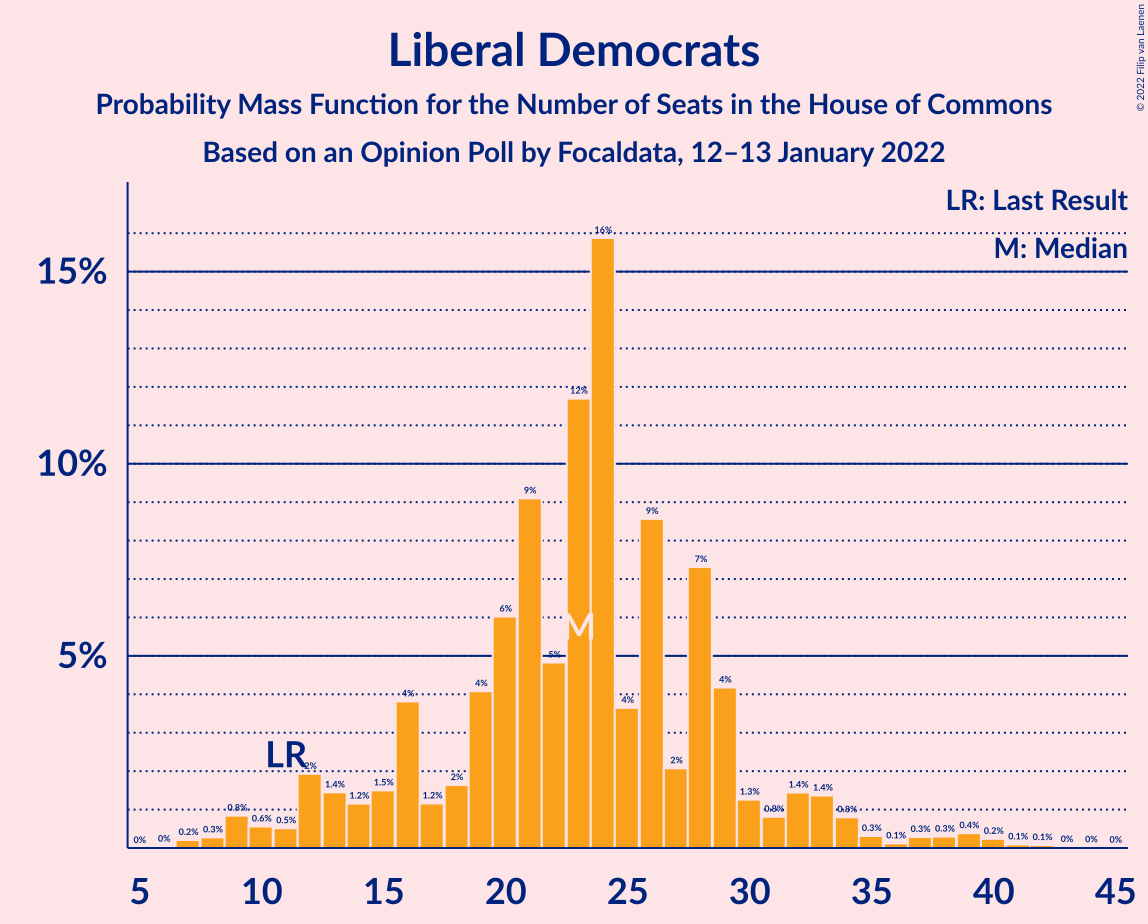 © 2022 Filip van Laenen
Liberal Democrats
Probability Mass Function for the Number of Seats in the House of Commons
Based on an Opinion Poll by Focaldata, 12–13 January 2022
LR: Last Result
M: Median
15%
10%
5%
0% 0% 0.2% 0.3% 0.8% 0.6% 0.5% 2% 1.4% 1.2% 1.5% 4% 1.2% 2% 4% 6% 9% 5% 12% 16% 4% 9% 2% 7% 4% 1.3% 0.8% 1.4% 1.4% 0.8% 0.3% 0.1% 0.3% 0.3% 0.4% 0.2% 0.1% 0.1% 0% 0% 0%
LR
M
5 10 15 20 25 30 35 40 45